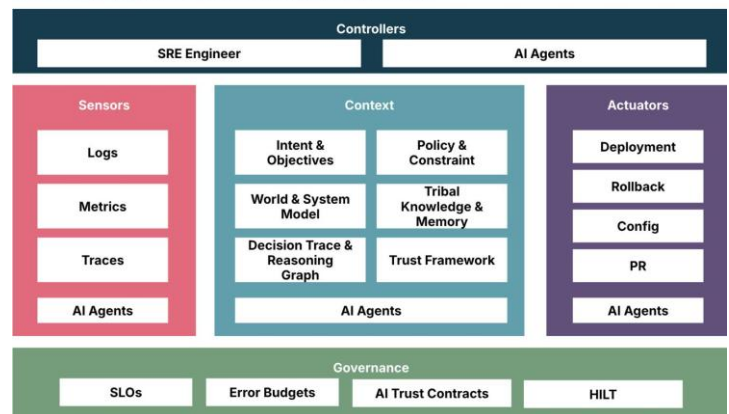 Controllers
SRE Engineer
AI Agents
Sensors
Logs
Metrics
Traces
AI Agents
Context
Intent &
Objectives
Policy &
Constraint
World & System
Model
Tribal
Knowledge &
Memory
Decision Trace &
Reasoning
Graph
Trust Framework
AI Agents
Actuators
Deployment
Rollback
Config
PR
AI Agents
Governance
SLOs
Error Budgets
AI Trust Contracts
HILT